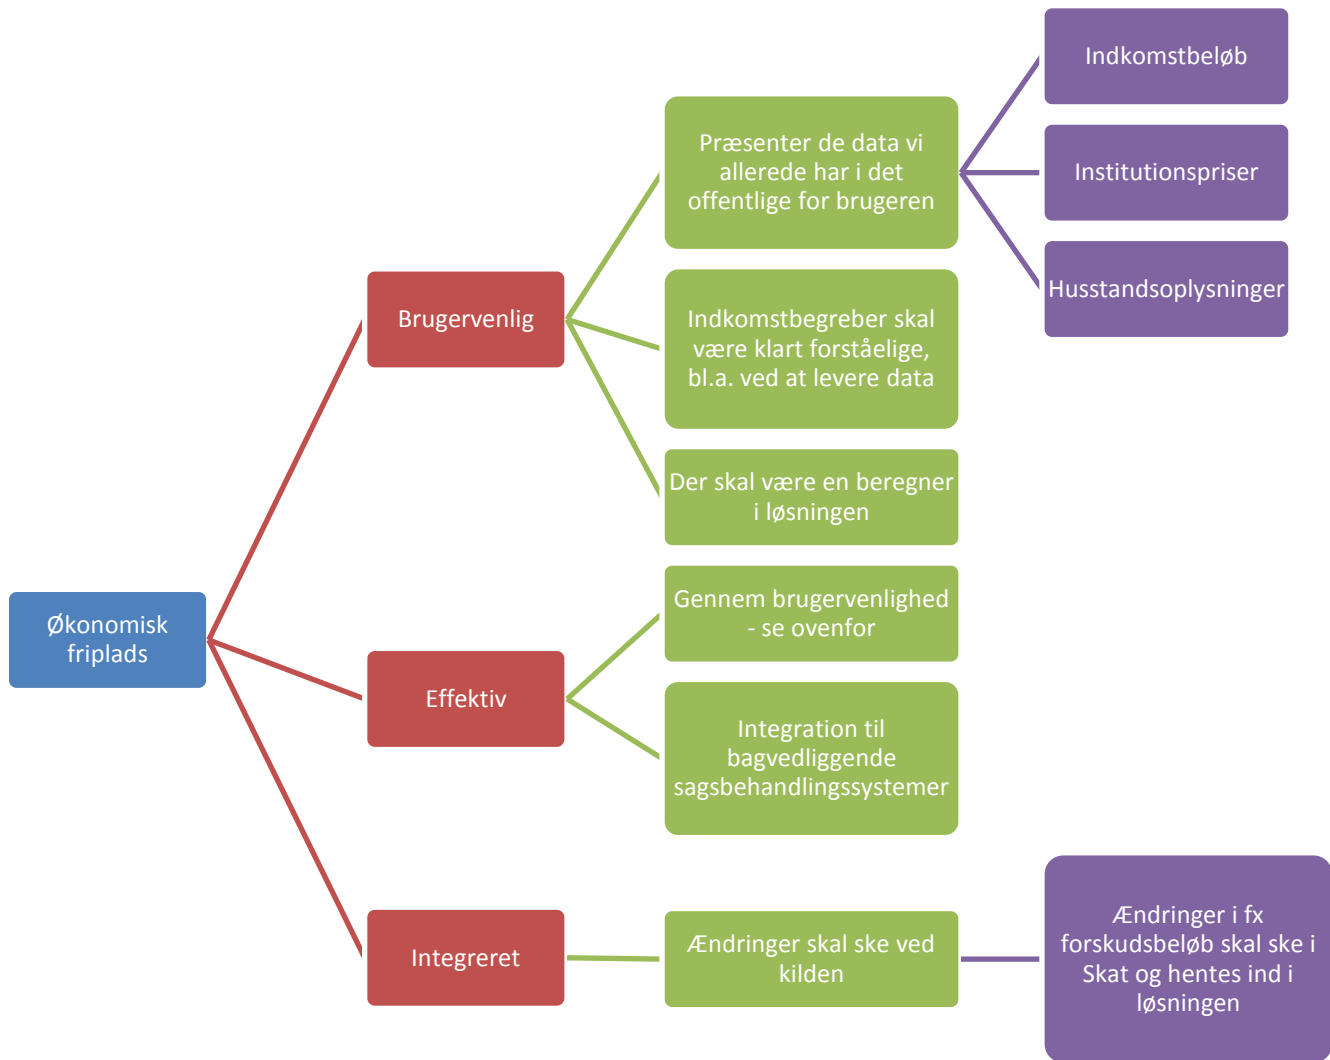 Økonomisk
friplads
Brugervenlig
Præsenter de data vi
allerede har i det
offentlige for brugeren
Indkomstbeløb
Institutionspriser
Husstandsoplysninger
Indkomstbegreber skal
være klart forståelige,
bl.a. ved at levere data
Der skal være en beregner
i løsningen
Effektiv
Gennem brugervenlighed
- se ovenfor
Integration til
bagvedliggende
sagsbehandlingssystemer
Integreret
Ændringer skal ske ved
kilden
Ændringer i fx
forskudsbeløb skal ske i
Skat og hentes ind i
løsningen